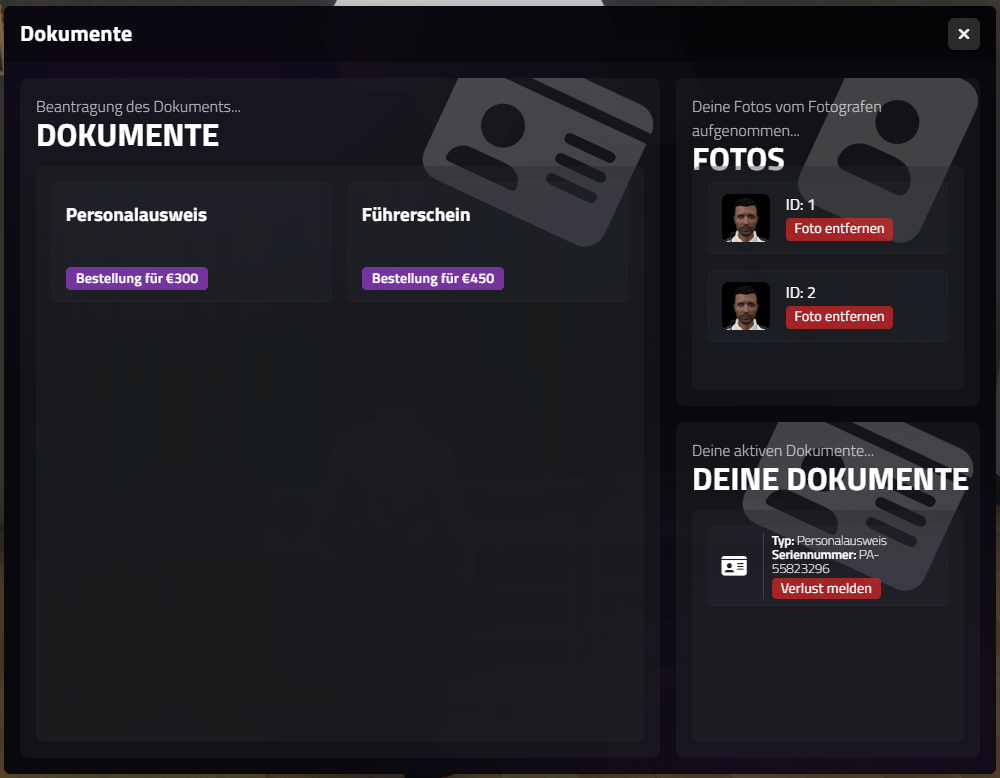 Dokumente
Beantragung des Dokuments...
DOKUMENTE
Personalausweis
Bestellung für €300
Führerschein
Bestellung für €450
Deine Fotos vom Fotografen
aufgenommen...
FOTOS
ID: 1
Foto entfernen
ID: 2
Foto entfernen
Deine aktiven Dokumente...
DEINE DOKUMENTE
Typ: Personalausweis
Seriennummer: PA-
55823296
Verlust melden